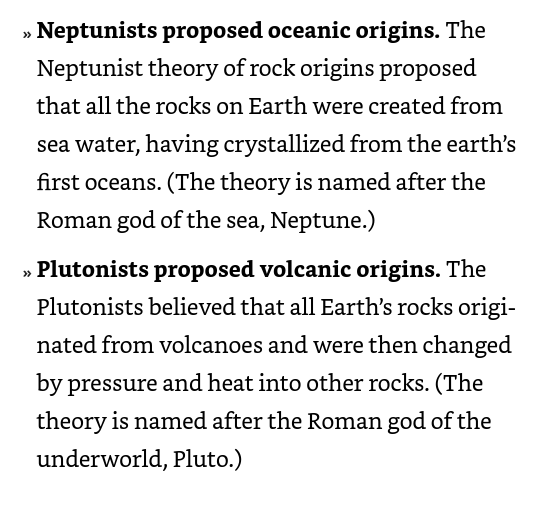 » Neptunists proposed oceanic origins. The
Neptunist theory of rock origins proposed
that all the rocks on Earth were created from
sea water, having crystallized from the earth’s
first oceans. (The theory is named after the
Roman god of the sea, Neptune.)
» Plutonists proposed volcanic origins. The
Plutonists believed that all Earth’s rocks origi-
nated from volcanoes and were then changed
by pressure and heat into other rocks. (The
theory is named after the Roman god of the
underworld, Pluto.)